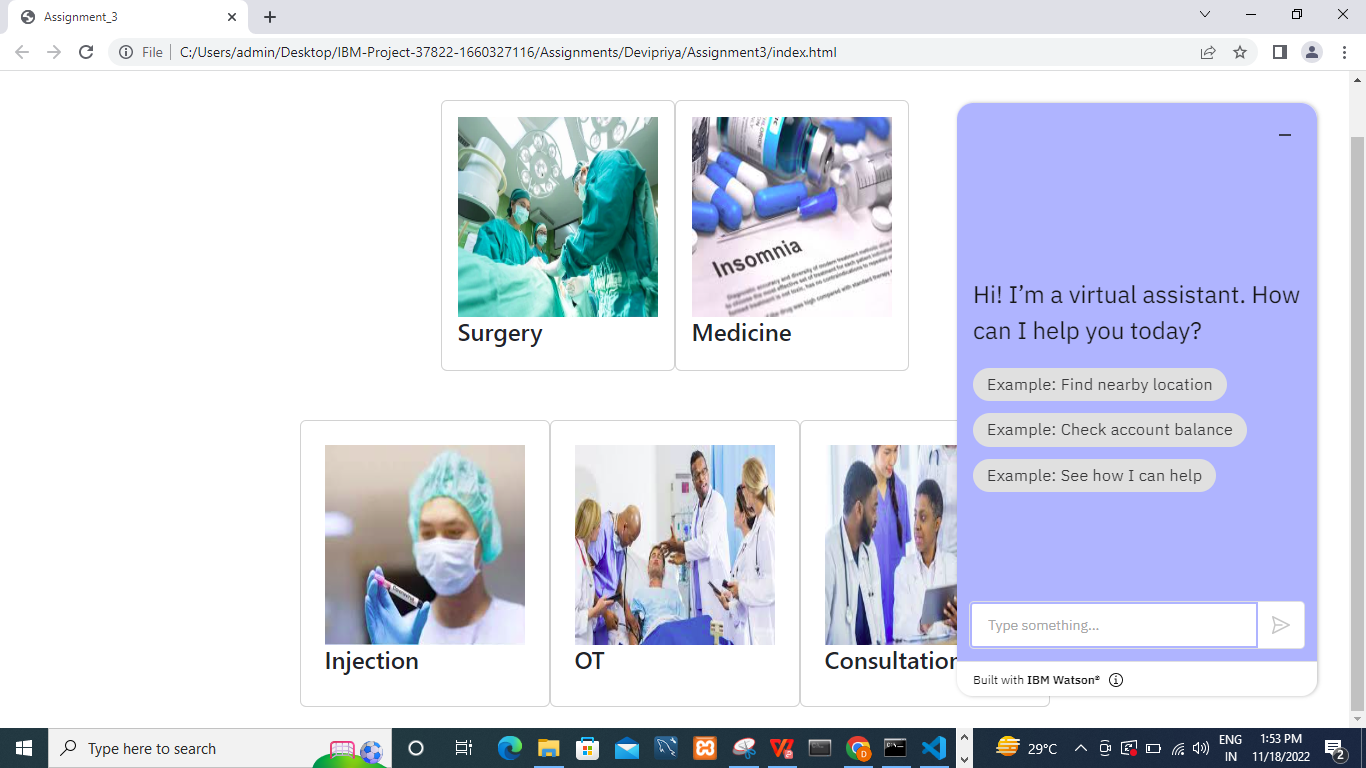 Assignment_3
File
C:/Users/admin/Desktop/IBM-Project-37822-1660327116/Assignments/Devipriya/Assignment3/index.html
Insomnia
Surgery
Medicine
Injection
OT
Consultation
Hi! I’m a virtual assistant. How
can I help you today?
Example: Find nearby location
Example: Check account balance
Example: See how I can help
Type something...
Built with IBM Watson®
Type here to search
29°C
ENG
IN
1:53 PM
11/18/2022
2